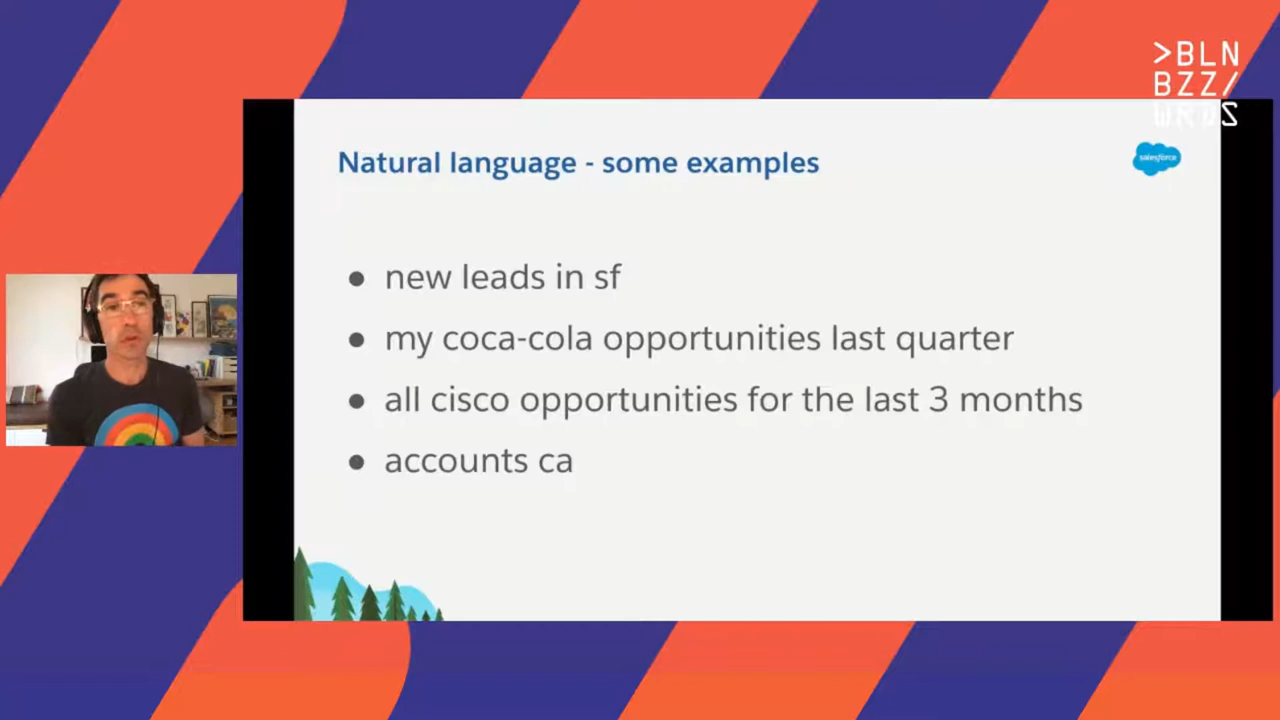 >BLN
BZZ/
WRDS
Natural language - some examples
salesforce
● new leads in sf
● my coca-cola opportunities last quarter
● all cisco opportunities for the last 3 months
● accounts ca